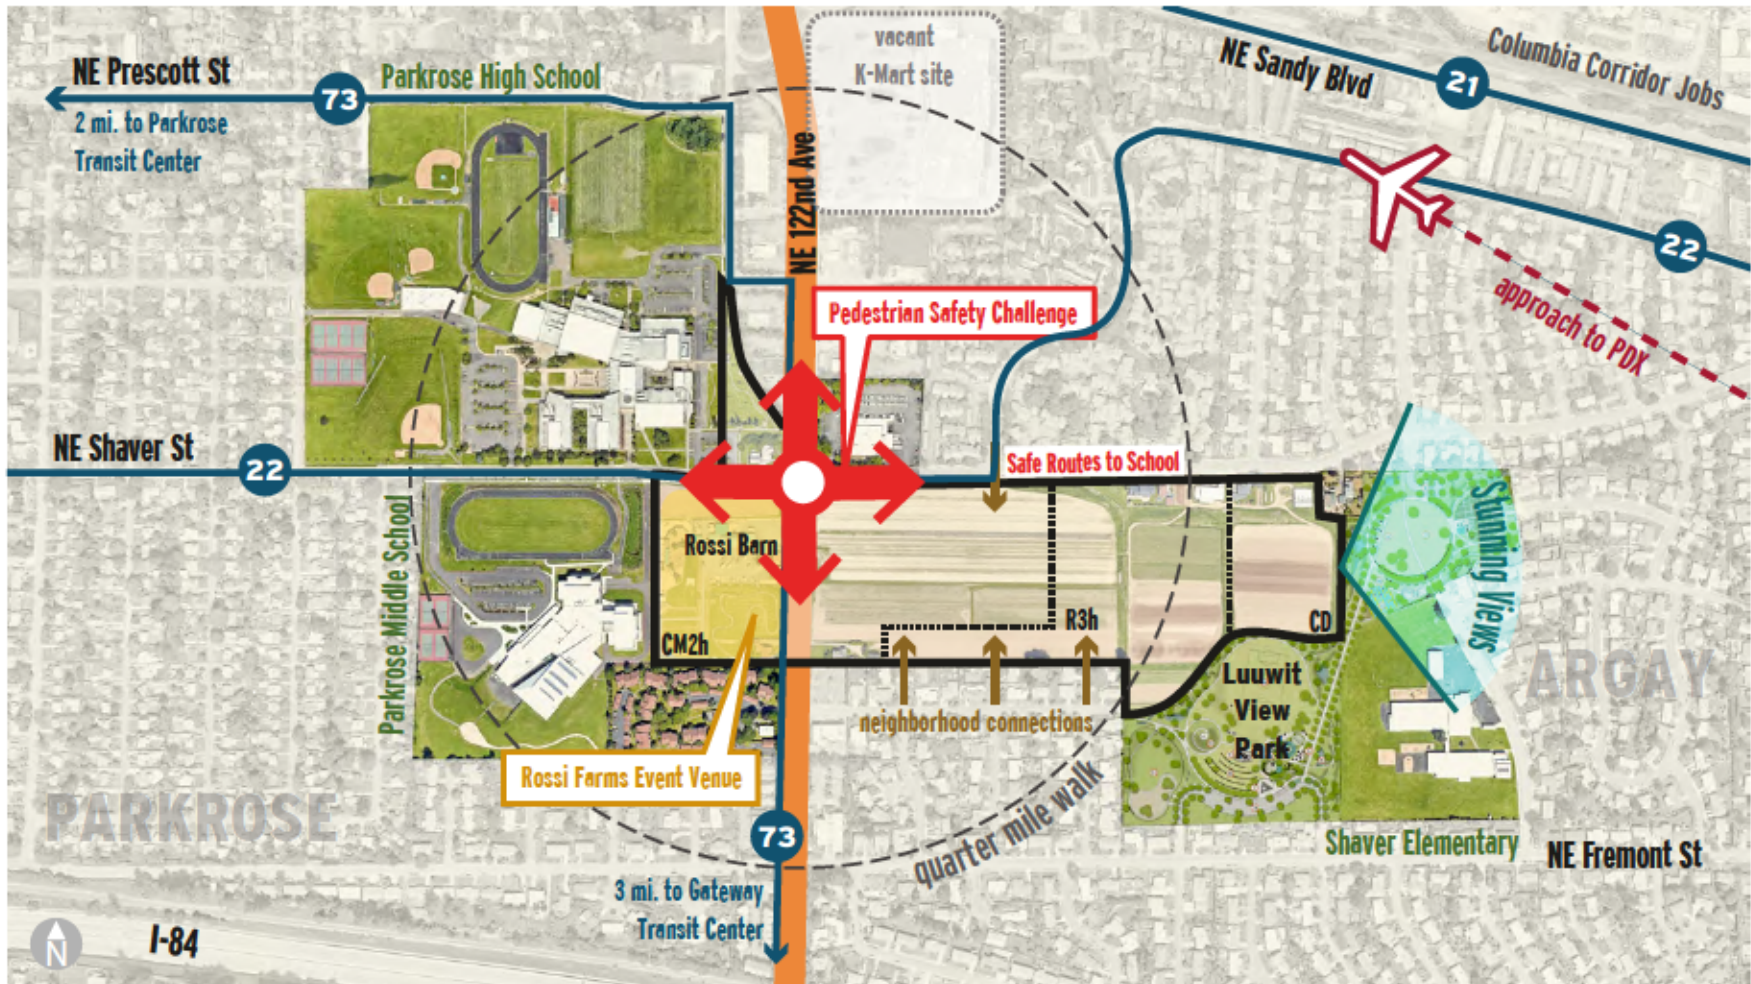 vacant
K-Mart site
NE Prescott St
73
Parkrose High School
2 mi. to Parkrose
Transit Center
NE Sandy Blvd
21
Columbia Corridor Jobs
22
approach to PDX
NE 122nd Ave
Pedestrian Safety Challenge
NE Shaver St
22
Safe Routes to School
Parkrose Middle School
Rossi Barn
CM2h
R3h
CD
Stunning Views
ARGAY
Luuwit
View
Park
neighborhood connections
Rossi Farms Event Venue
PARKROSE
73
quarter mile walk
Shaver Elementary
NE Fremont St
3 mi. to Gateway
Transit Center
N
I-84